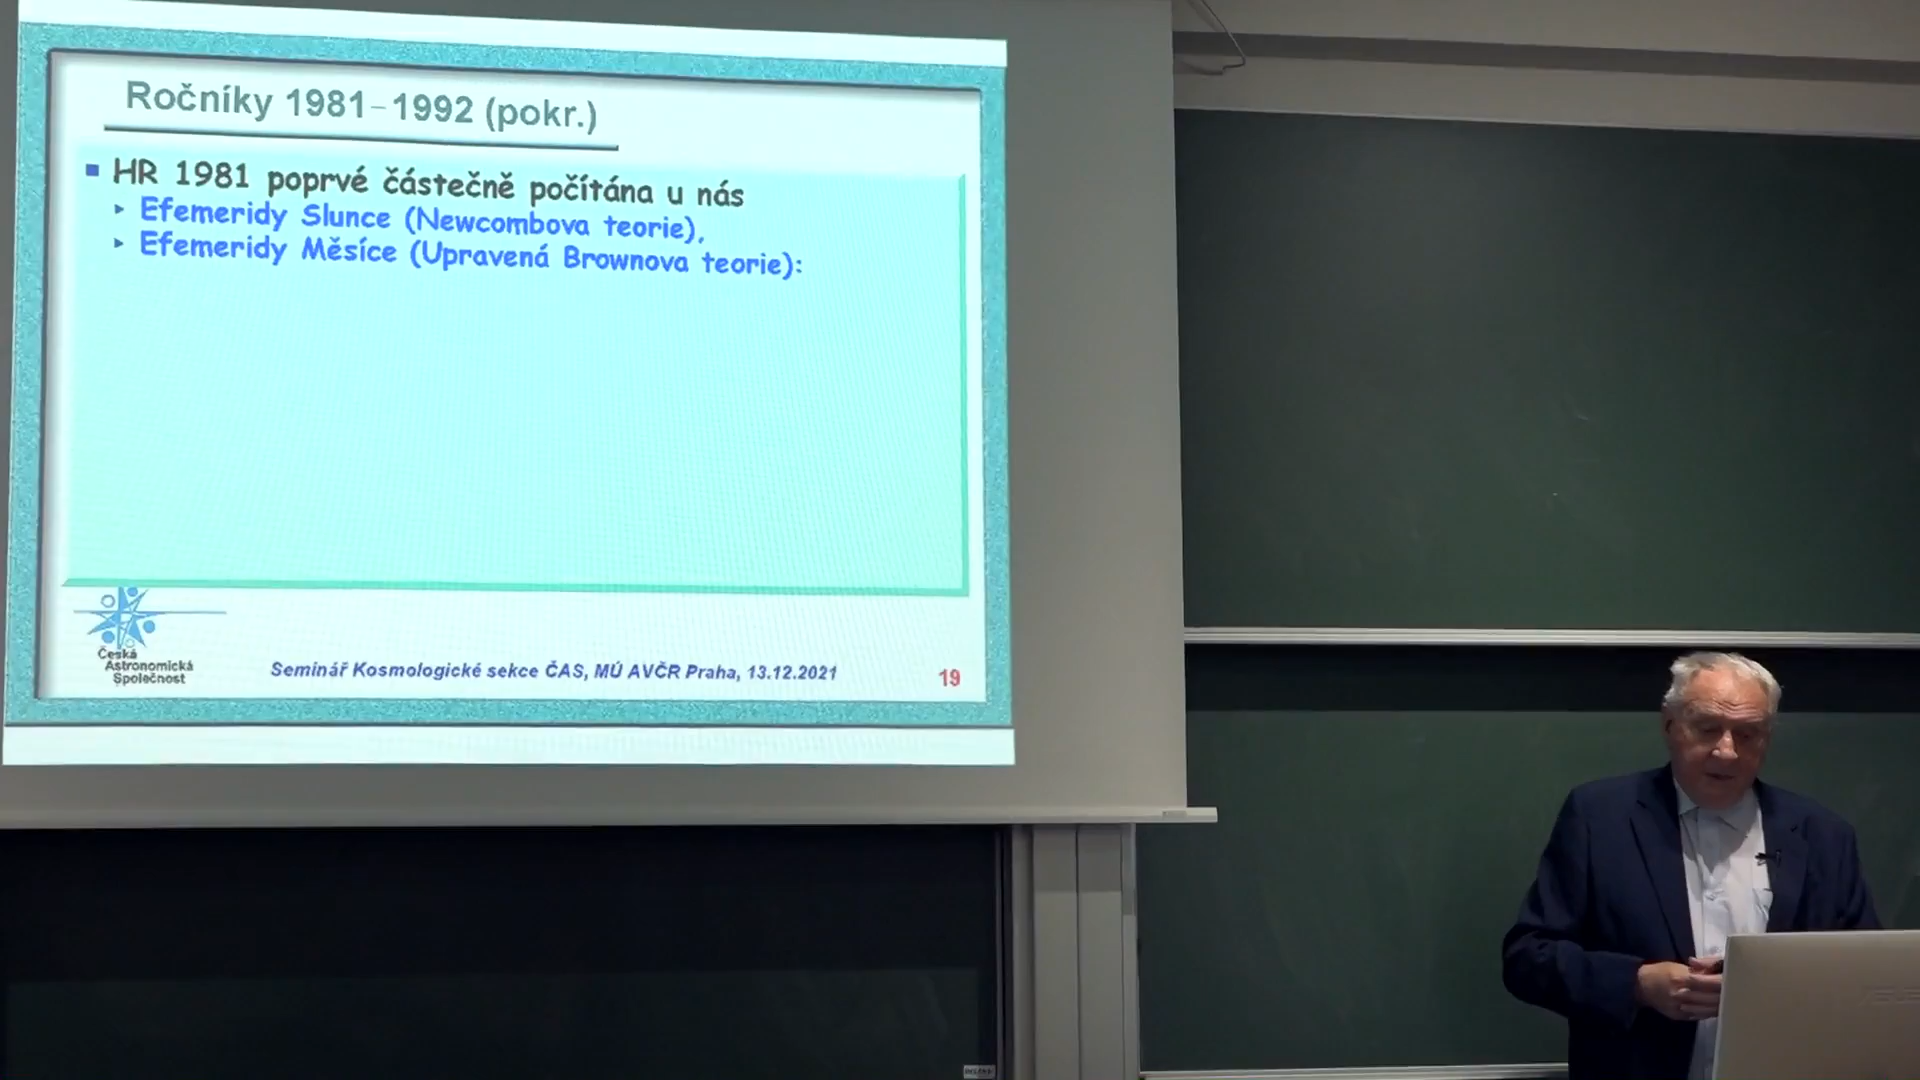 Ročníky 1981–1992 (pokr.)
HR 1981 poprvé částečně počítána u nás
Efemeridy Slunce (Newcombova teorie),
Efemeridy Měsíce (Upravená Brownova teorie):
Česká
Astronomická
Společnost
Seminář Kosmologické sekce ČAS, MÚ AVČR Praha, 13.12.2021
19